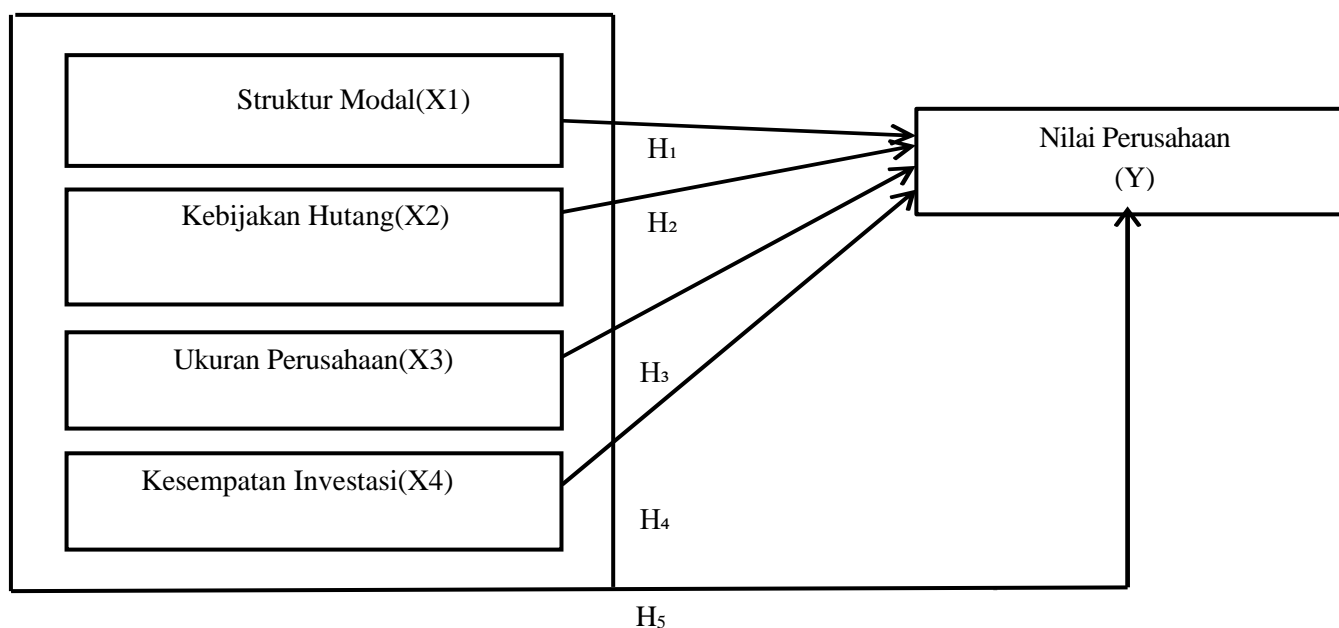 Struktur Modal(X1)
Nilai Perusahaan
(Y)
H₁
Kebijakan Hutang(X2)
H₂
Ukuran Perusahaan(X3)
H₃
Kesempatan Investasi(X4)
H₄
H₅